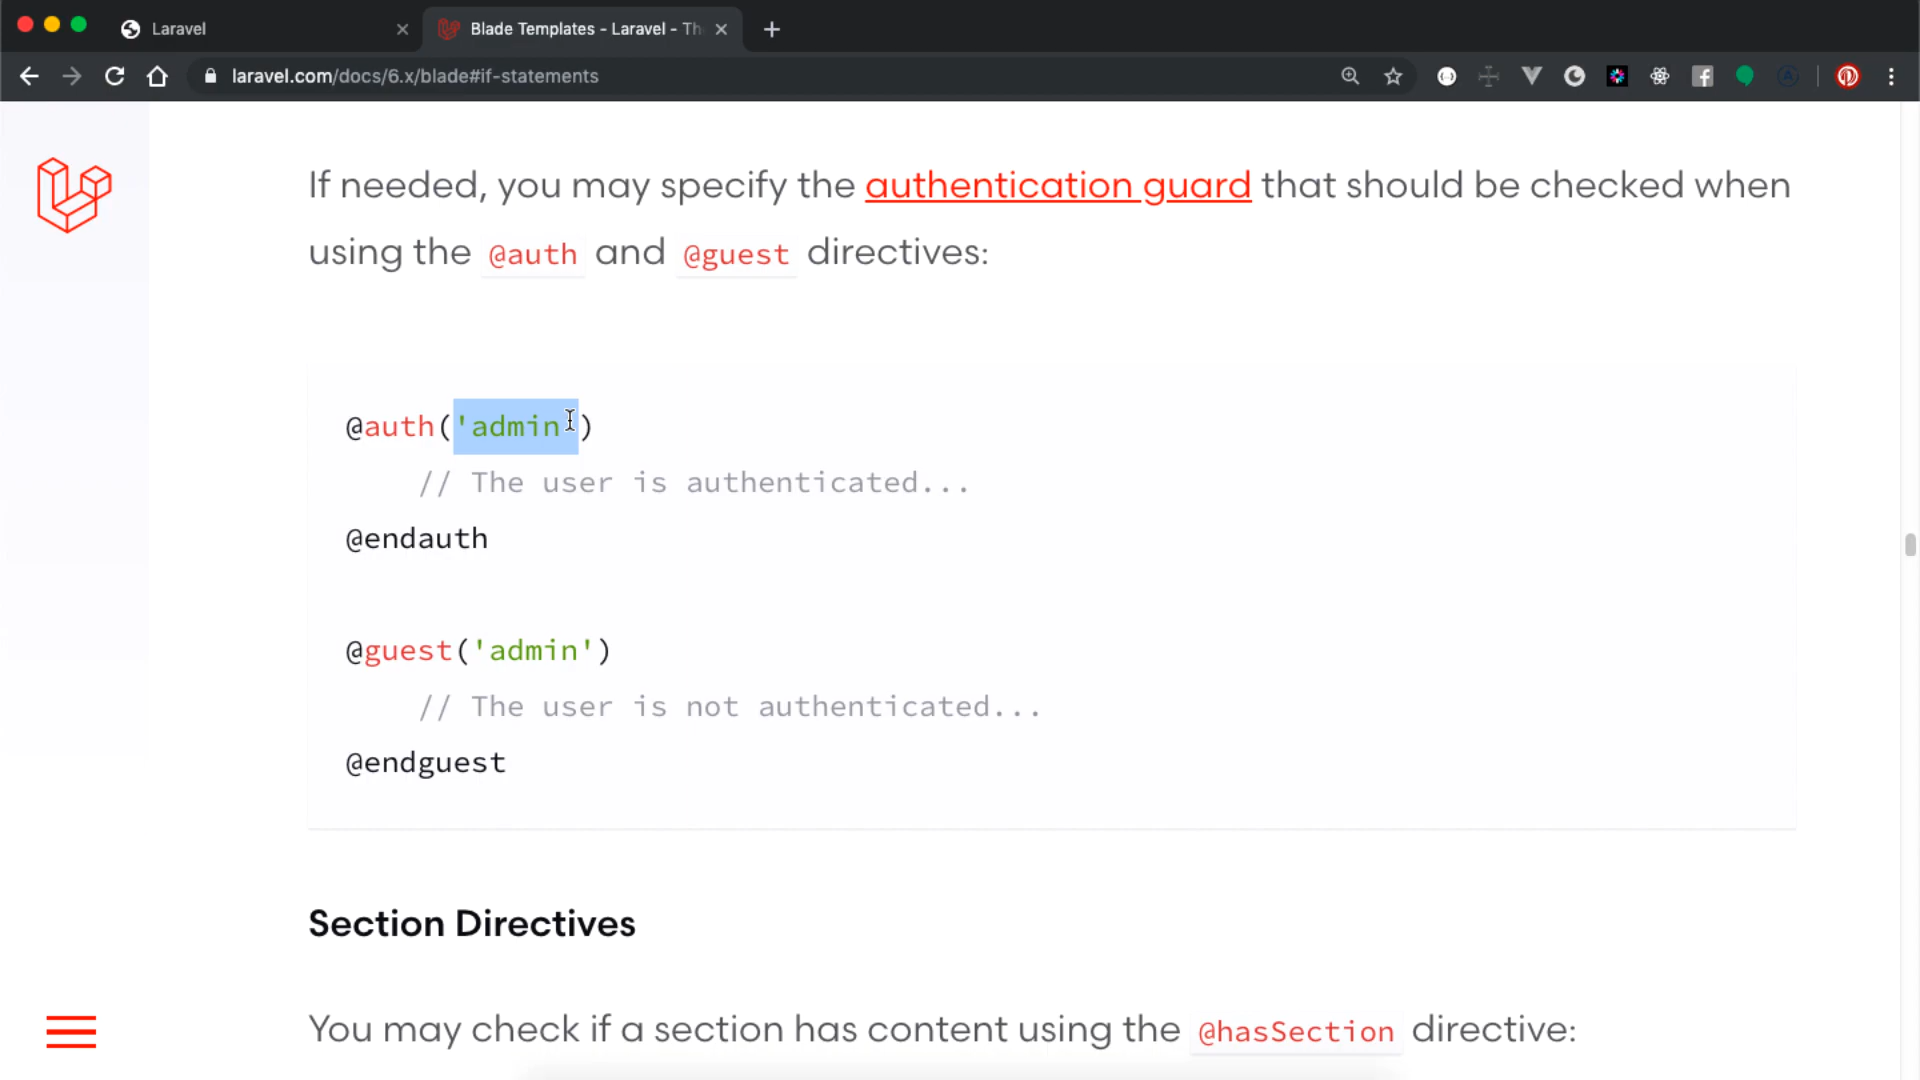 Laravel
Blade Templates - Laravel - Th
laravel.com/docs/6.x/blade#if-statements
If needed, you may specify the authentication guard that should be checked when
using the @auth and @guest directives:
@auth('admin')
// The user is authenticated...
@endauth
@guest('admin')
// The user is not authenticated...
@endguest
Section Directives
You may check if a section has content using the @hasSection directive: